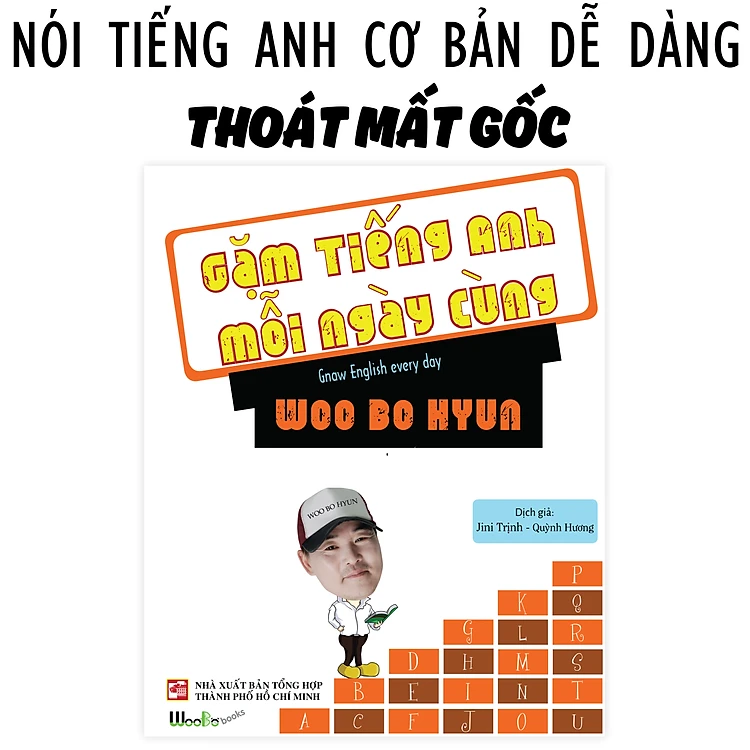 NÓI TIẾNG ANH CƠ BẢN DỄ DÀNG
THOÁT MẤT GỐC
Gặm Tiếng Anh
mỗi ngày cùng
Gnaw English every day
WOO BO HYUN
WOO BO HYUN
Dịch giả:
Jini Trịnh - Quỳnh Hương
P
K Q
G L R
D H M S
NHÀ XUẤT BẢN TỔNG HỢP
THÀNH PHỐ HỒ CHÍ MINH
B E I N T
WooBo books
A C F J O U